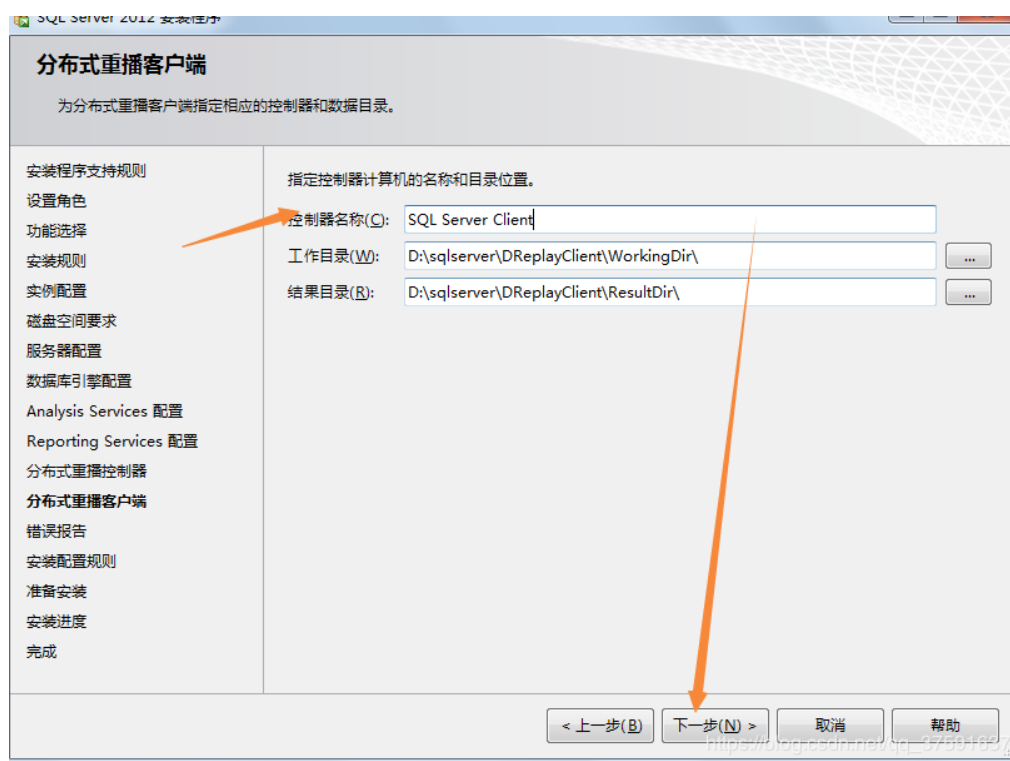 SQL Server 2012 安装程序
分布式重播客户端
为分布式重播客户端指定相应的控制器和数据目录。
安装程序支持规则
设置角色
功能选择
安装规则
实例配置
磁盘空间要求
服务器配置
数据库引擎配置
Analysis Services 配置
Reporting Services 配置
分布式重播控制器
分布式重播客户端
错误报告
安装配置规则
准备安装
安装进度
完成
指定控制器计算机的名称和目录位置。
控制器名称(C): SQL Server Client
工作目录(W): D:\sqlserver\DReplayClient\WorkingDir\ ...
结果目录(R): D:\sqlserver\DReplayClient\ResultDir\ ...
< 上一步(B) 下一步(N) > 取消 帮助
https://blog.csdn.net/qq_37591637